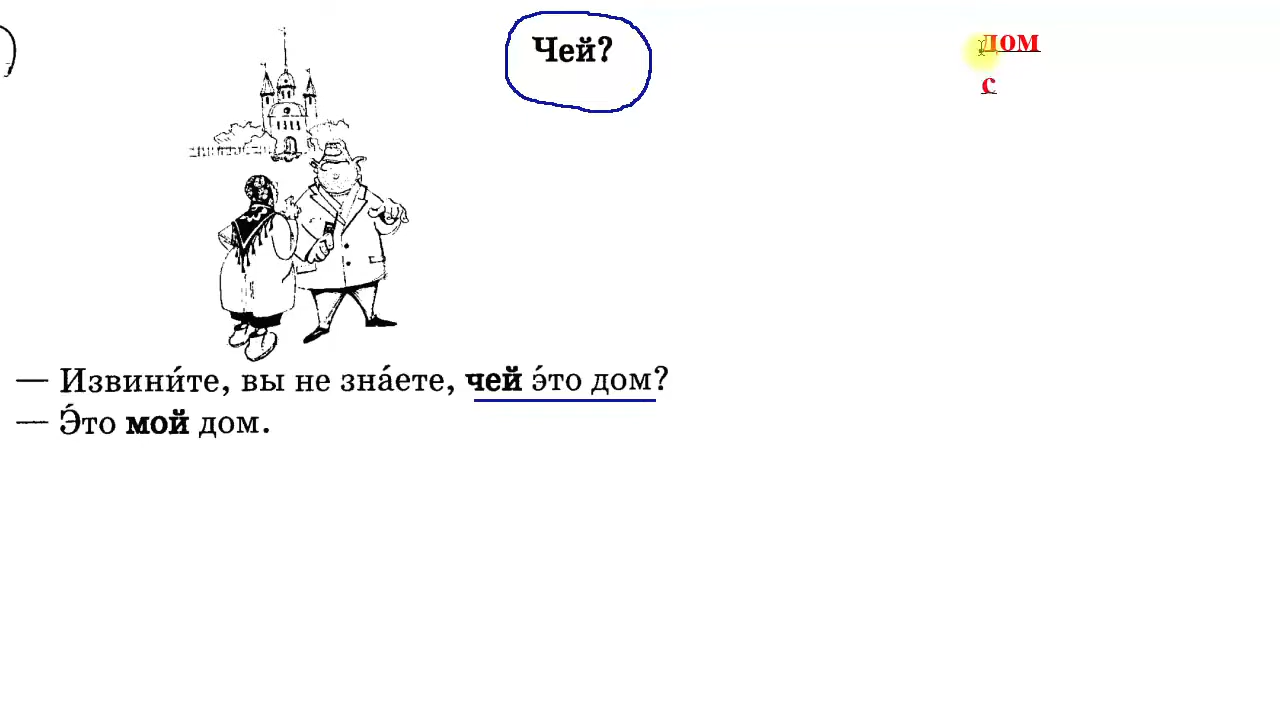 Чей?
дом
с
— Извини́те, вы не зна́ете, чей э́то дом?
— Э́то мой дом.